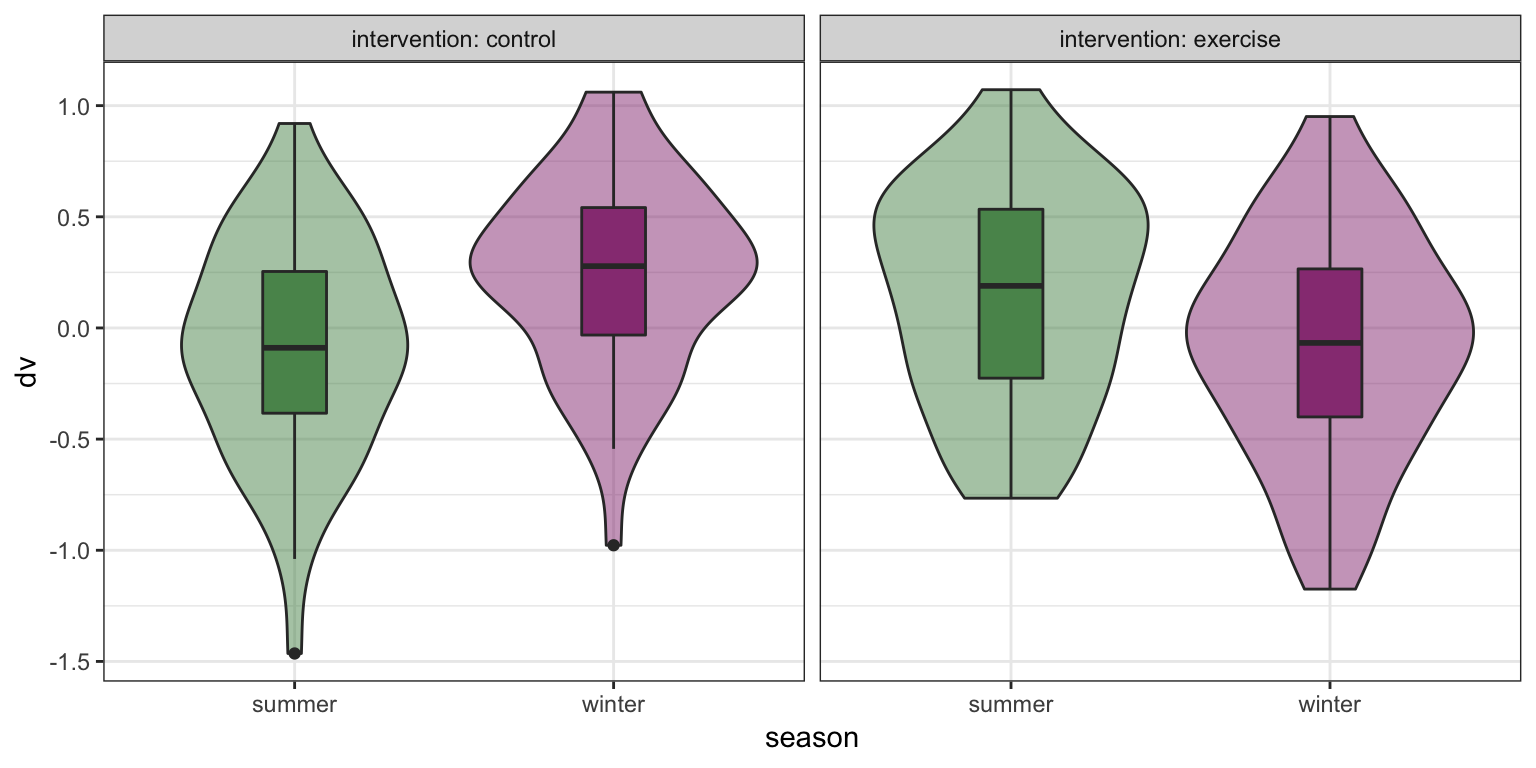 intervention: control
intervention: exercise
dv
1.0
0.5
0.0
-0.5
-1.0
-1.5
summer
winter
summer
winter
season